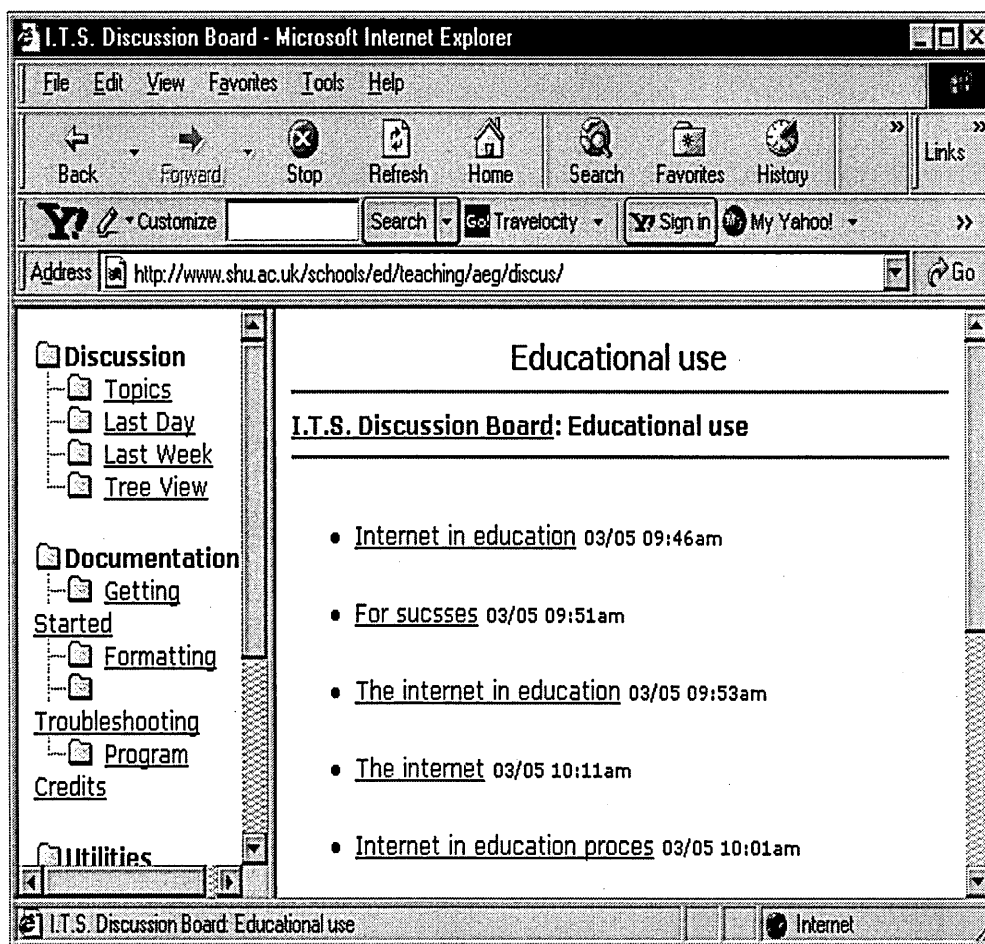 I.T.S. Discussion Board - Microsoft Internet Explorer
File Edit View Favorites Tools Help
Back Forward Stop Refresh Home Search Favorites History Links
Y! Customize Search Go! Travelocity Y! Sign in My Yahoo!
Address http://www.shu.ac.uk/schools/ed/teaching/aeg/discus/ Go
Discussion
Topics
Last Day
Last Week
Tree View
Documentation
Getting
Started
Formatting
Troubleshooting
Program
Credits
Utilities
Educational use
I.T.S. Discussion Board: Educational use
Internet in education 03/05 09:46am
For sucsses 03/05 09:51am
The internet in education 03/05 09:53am
The internet 03/05 10:11am
Internet in education proces 03/05 10:01am
I.T.S. Discussion Board: Educational use Internet